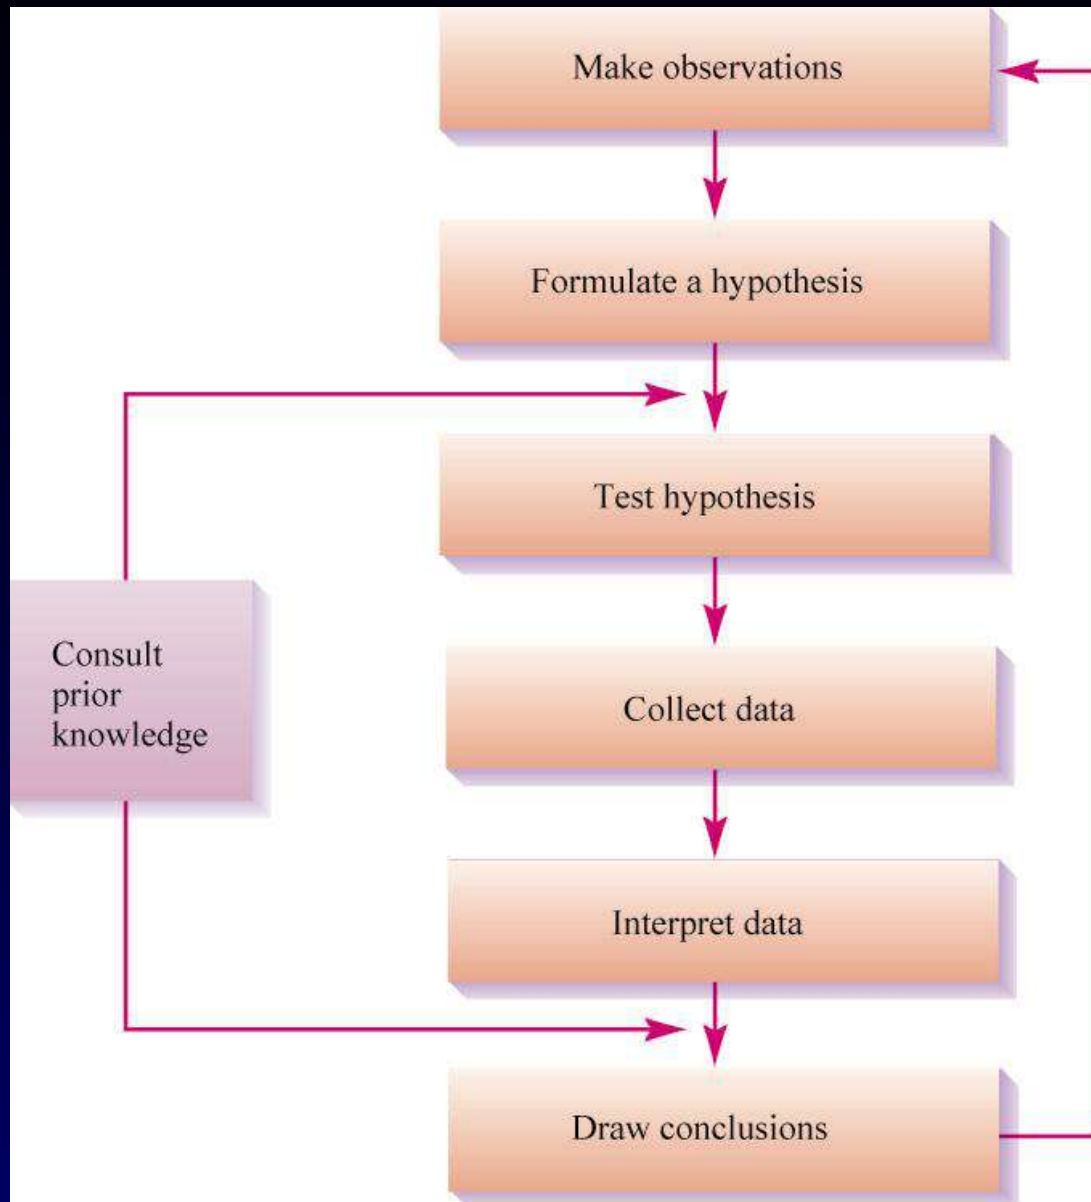 Make observations
Formulate a hypothesis
Test hypothesis
Consult
prior
knowledge
Collect data
Interpret data
Draw conclusions